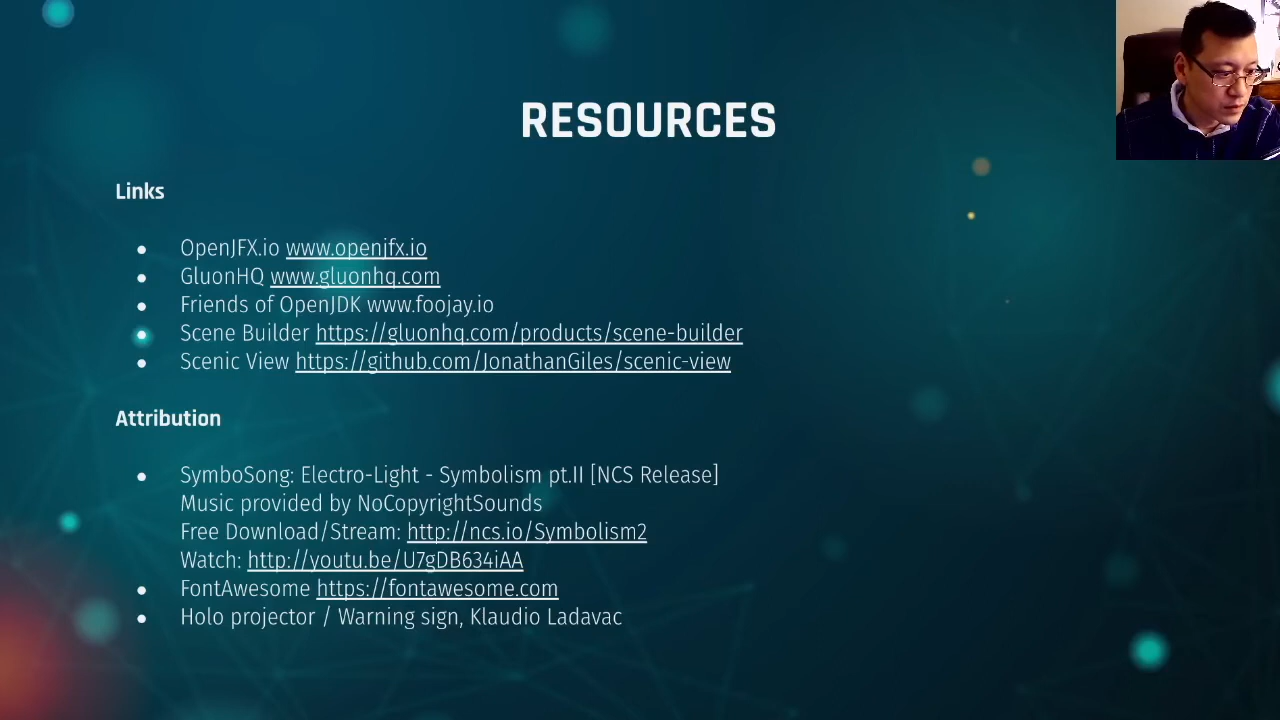 RESOURCES
Links
● OpenJFX.io www.openjfx.io
● GluonHQ www.gluonhq.com
● Friends of OpenJDK www.foojay.io
● Scene Builder https://gluonhq.com/products/scene-builder
● Scenic View https://github.com/JonathanGiles/scenic-view
Attribution
● SymboSong: Electro-Light - Symbolism pt.II [NCS Release]
Music provided by NoCopyrightSounds
Free Download/Stream: http://ncs.io/Symbolism2
Watch: http://youtu.be/U7gDB634iAA
● FontAwesome https://fontawesome.com
● Holo projector / Warning sign, Klaudio Ladavac